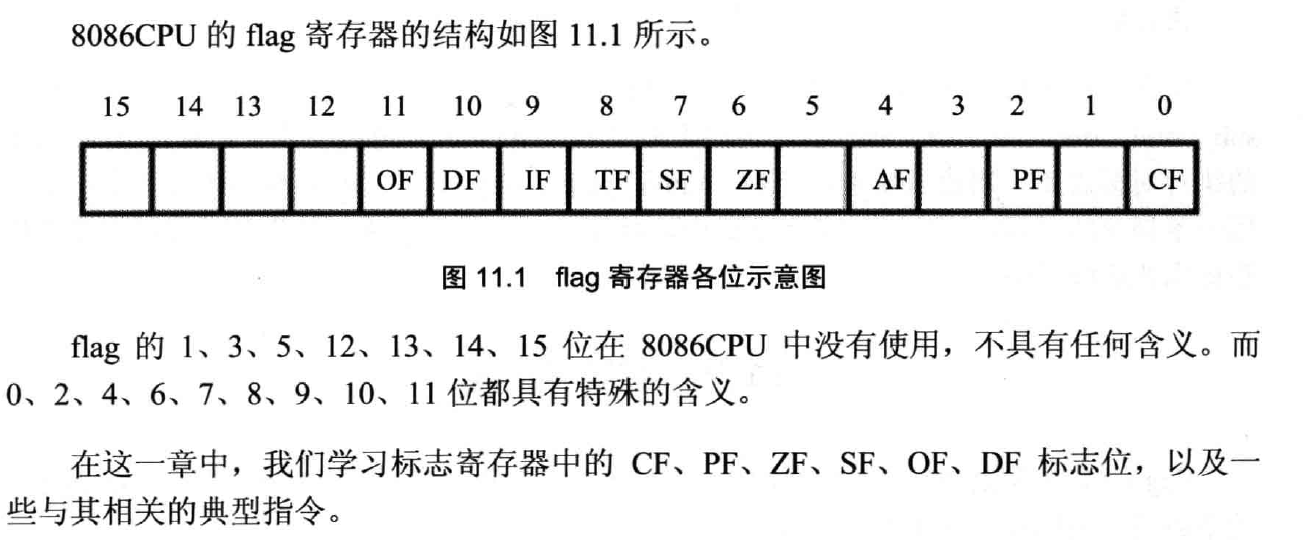 8086CPU 的 flag 寄存器的结构如图 11.1 所示。
15 14 13 12 11 10 9 8 7 6 5 4 3 2 1 0
OF DF IF TF SF ZF AF PF CF
图 11.1 flag 寄存器各位示意图
flag 的 1、3、5、12、13、14、15 位在 8086CPU 中没有使用，不具有任何含义。而
0、2、4、6、7、8、9、10、11 位都具有特殊的含义。
在这一章中，我们学习标志寄存器中的 CF、PF、ZF、SF、OF、DF 标志位，以及一
些与其相关的典型指令。